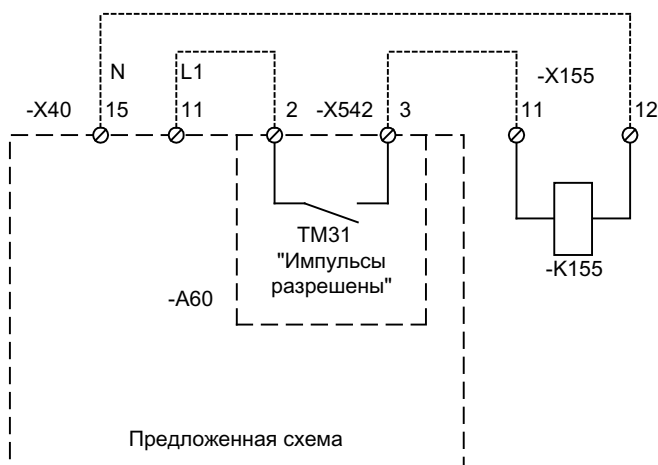 N L1 -X155
-X40 15 11 2 -X542 3 11 12
TM31
"Импульсы
разрешены"
-K155
-A60
Предложенная схема